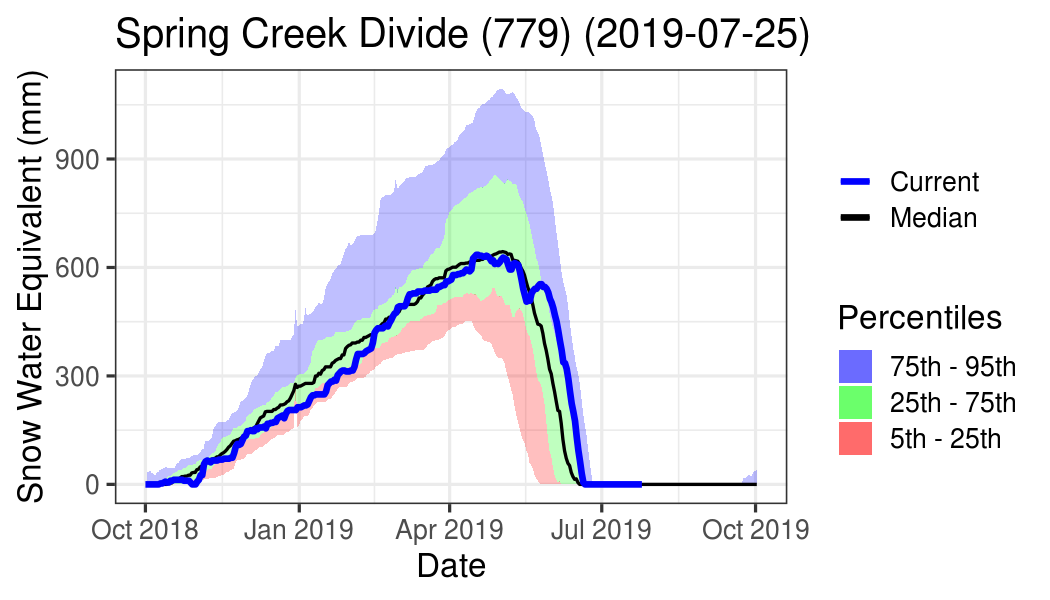 Spring Creek Divide (779) (2019-07-25)
Snow Water Equivalent (mm)
900
600
300
0
Oct 2018
Jan 2019
Apr 2019
Jul 2019
Oct 2019
Date
Current
Median
Percentiles
75th - 95th
25th - 75th
5th - 25th